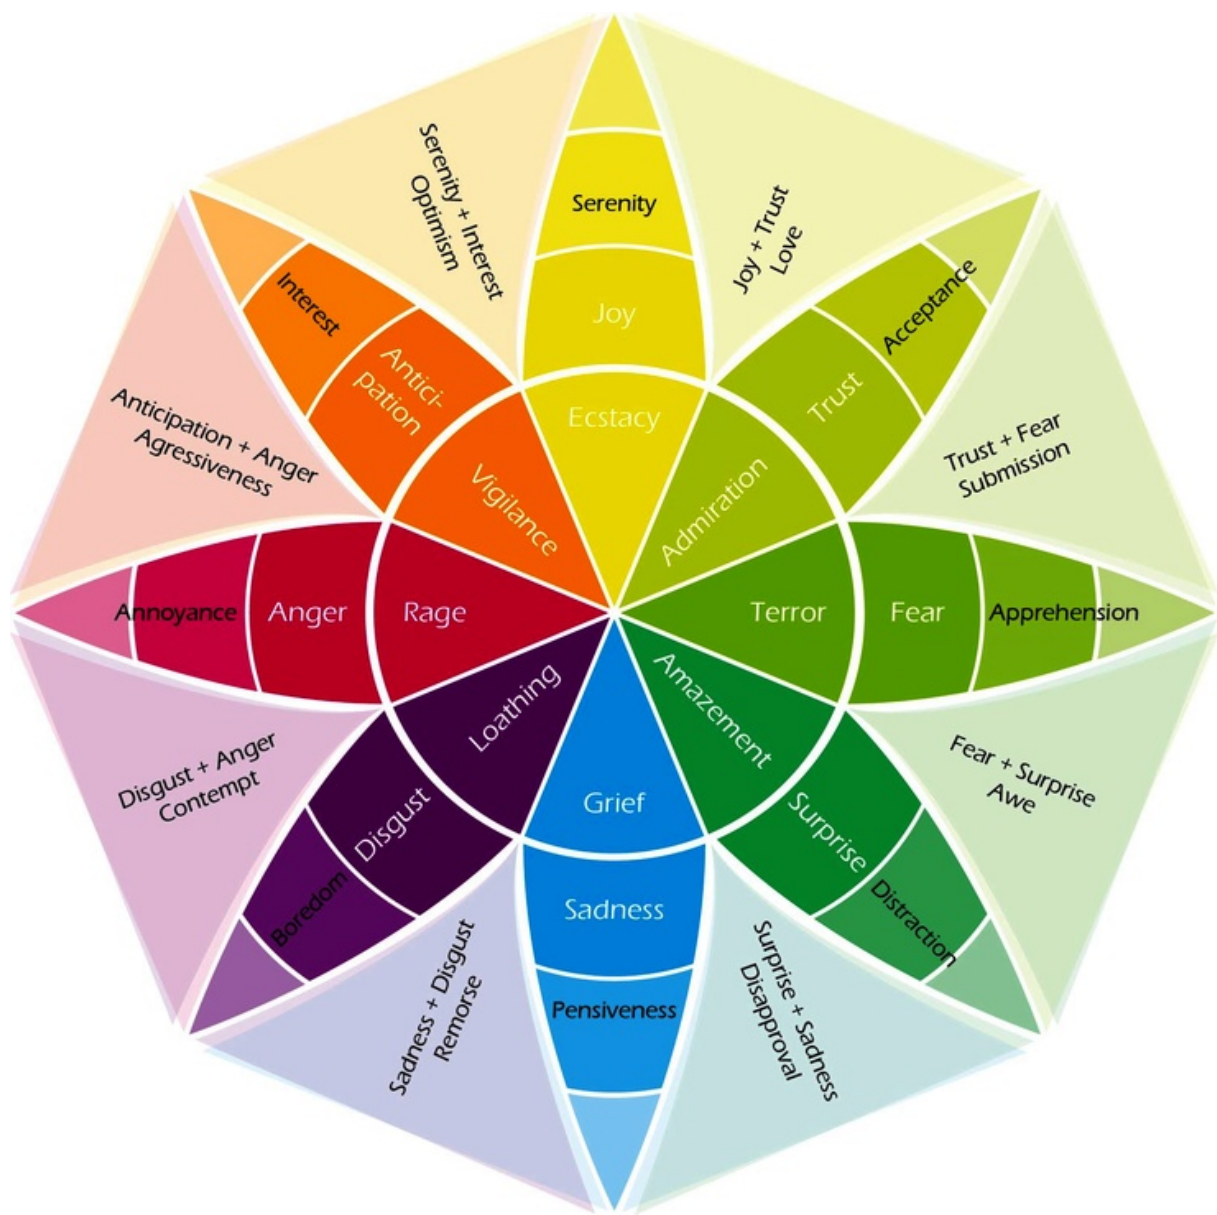 Serenity + Interest
Optimism
Serenity
Joy
Ecstacy
Joy + Trust
Love
Interest
Antici-
pation
Vigilance
Acceptance
Trust
Admiration
Anticipation + Anger
Agressiveness
Trust + Fear
Submission
Annoyance
Anger
Rage
Terror
Fear
Apprehension
Disgust + Anger
Contempt
Loathing
Disgust
Boredom
Grief
Sadness
Pensiveness
Amazement
Surprise
Distraction
Fear + Surprise
Awe
Sadness + Disgust
Remorse
Surprise + Sadness
Disapproval